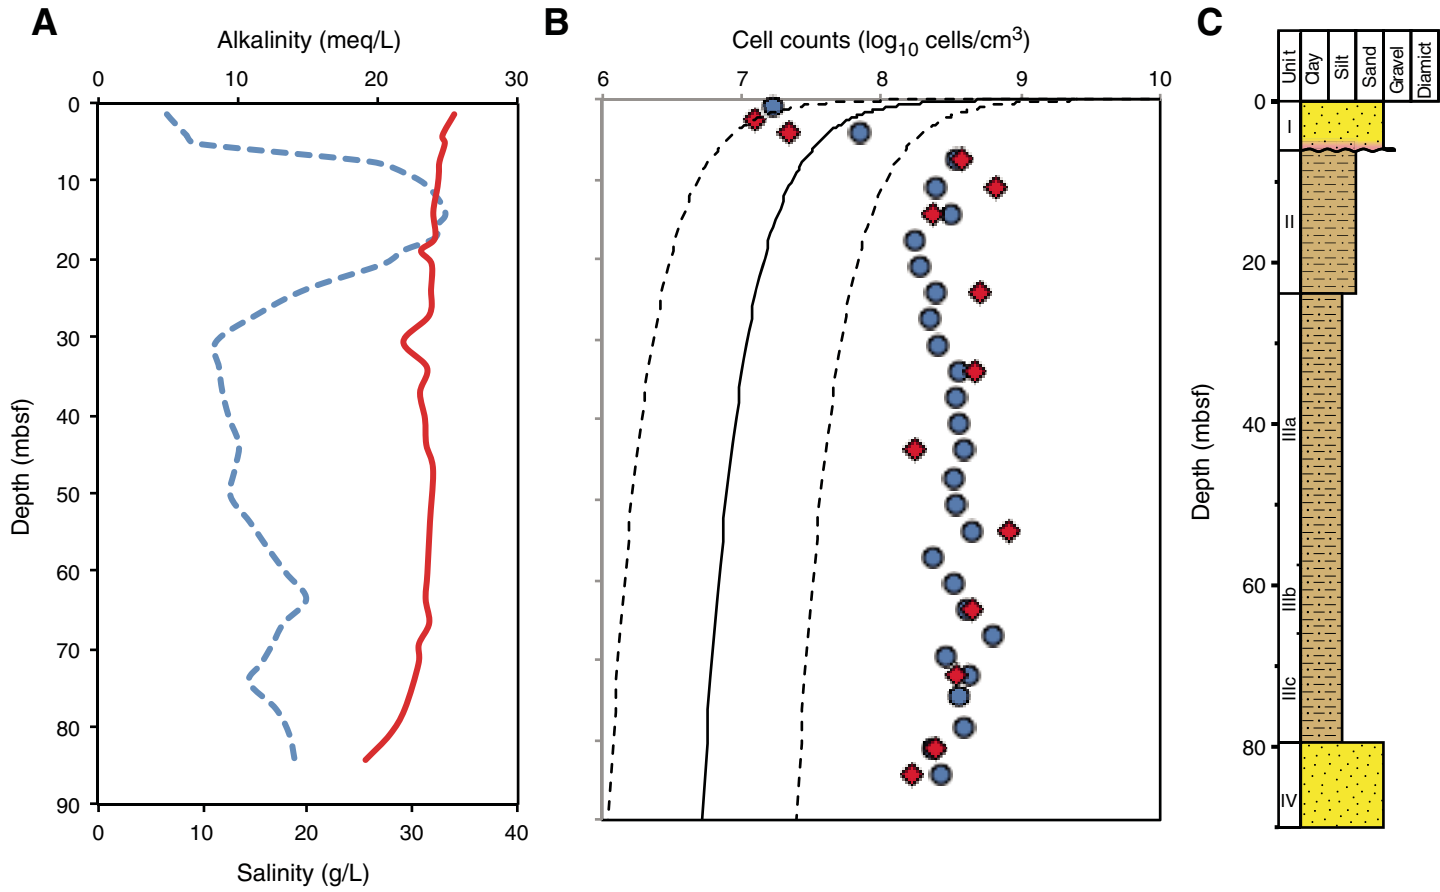 A
B
C
Alkalinity (meq/L)
0 10 20 30
0
10
20
30
40
50
60
70
80
90
Depth (mbsf)
0 10 20 30 40
Salinity (g/L)
Cell counts (log10 cells/cm3)
6 7 8 9 10
Unit
Clay
Silt
Sand
Gravel
Diamict
0
20
40
60
80
Depth (mbsf)
I
II
IIIa
IIIb
IIIc
IV